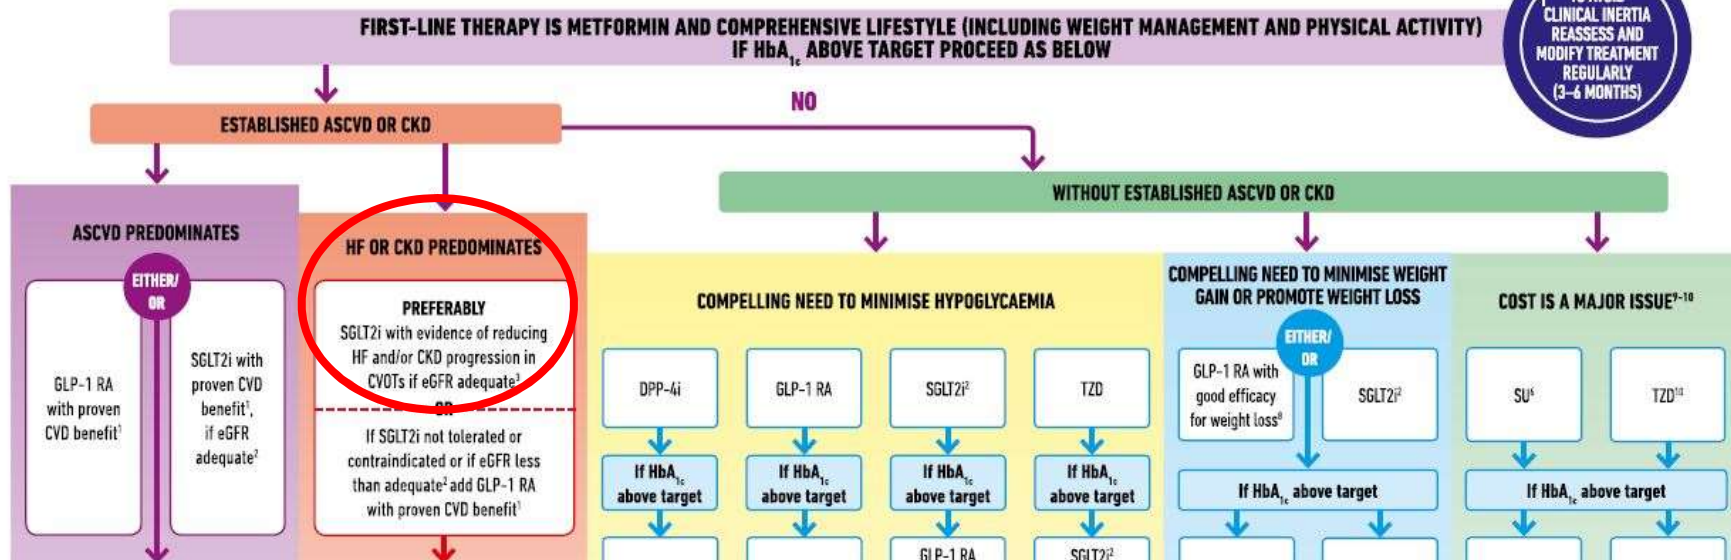 FIRST-LINE THERAPY IS METFORMIN AND COMPREHENSIVE LIFESTYLE (INCLUDING WEIGHT MANAGEMENT AND PHYSICAL ACTIVITY)
IF HbA1c ABOVE TARGET PROCEED AS BELOW
CLINICAL INERTIA
REASSESS AND
MODIFY TREATMENT
REGULARLY
(3–6 MONTHS)
NO
ESTABLISHED ASCVD OR CKD
WITHOUT ESTABLISHED ASCVD OR CKD
ASCVD PREDOMINATES
EITHER/
OR
GLP-1 RA
with proven
CVD benefit¹
SGLT2i with
proven CVD
benefit¹,
if eGFR
adequate²
HF OR CKD PREDOMINATES
PREFERABLY
SGLT2i with evidence of reducing
HF and/or CKD progression in
CVOTs if eGFR adequate³
OR
If SGLT2i not tolerated or
contraindicated or if eGFR less
than adequate² add GLP-1 RA
with proven CVD benefit¹
COMPELLING NEED TO MINIMISE HYPOGLYCAEMIA
DPP-4i
GLP-1 RA
SGLT2i²
TZD
If HbA1c
above target
If HbA1c
above target
If HbA1c
above target
If HbA1c
above target
GLP-1 RA
SGLT2i²
COMPELLING NEED TO MINIMISE WEIGHT
GAIN OR PROMOTE WEIGHT LOSS
EITHER/
OR
GLP-1 RA with
good efficacy
for weight loss⁸
SGLT2i²
If HbA1c above target
COST IS A MAJOR ISSUE⁹⁻¹⁰
SU⁶
TZD¹⁰
If HbA1c above target